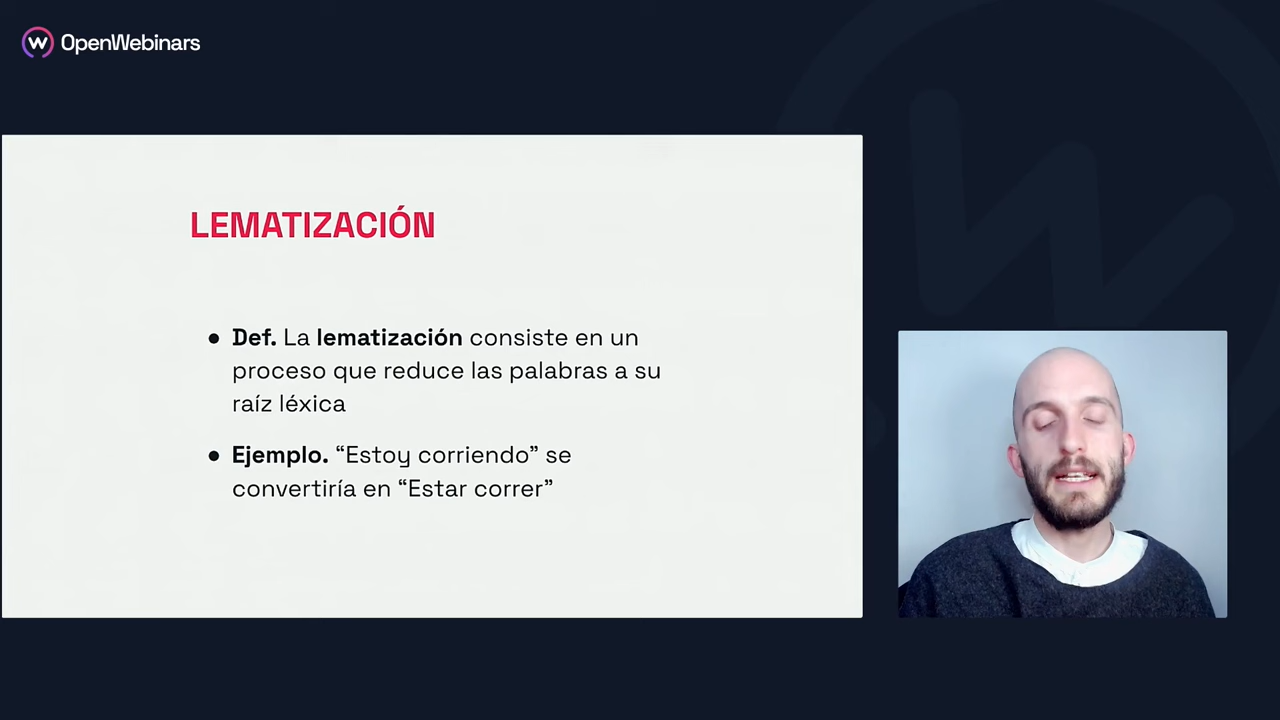 OpenWebinars
LEMATIZACIÓN
● Def. La lematización consiste en un
proceso que reduce las palabras a su
raíz léxica
● Ejemplo. “Estoy corriendo” se
convertiría en “Estar correr”